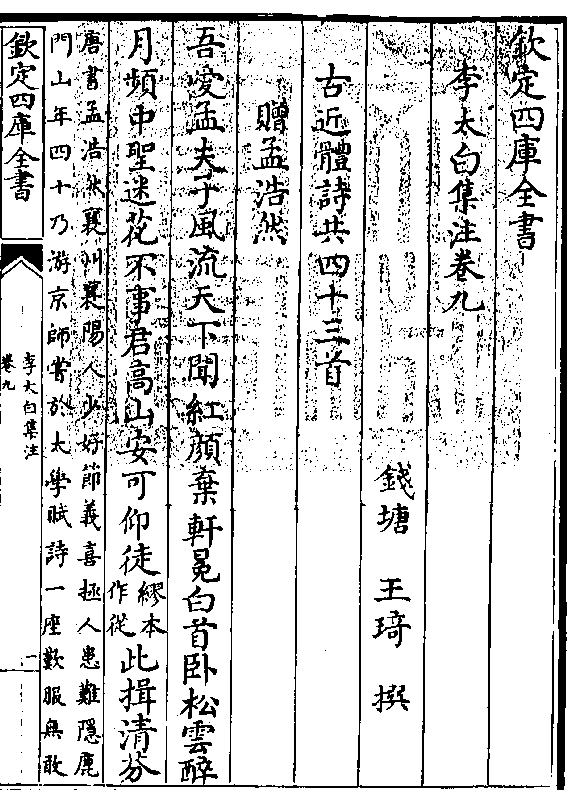 欽定四庫全書
李太白集注卷九
錢塘 王琦 撰
古近體詩共四十三首
贈孟浩然
吾愛孟夫子風流天下聞紅顔棄軒冕白首卧松雲醉
月頻中聖迷花不事君高山安可仰徒繆本作從此揖清芬
唐書孟浩然襄州襄陽人少好節義喜拯人患難隱鹿
門山年四十乃游京師嘗於太學賦詩一座歎服無敢
欽定四庫全書
李太白集注
卷九
一